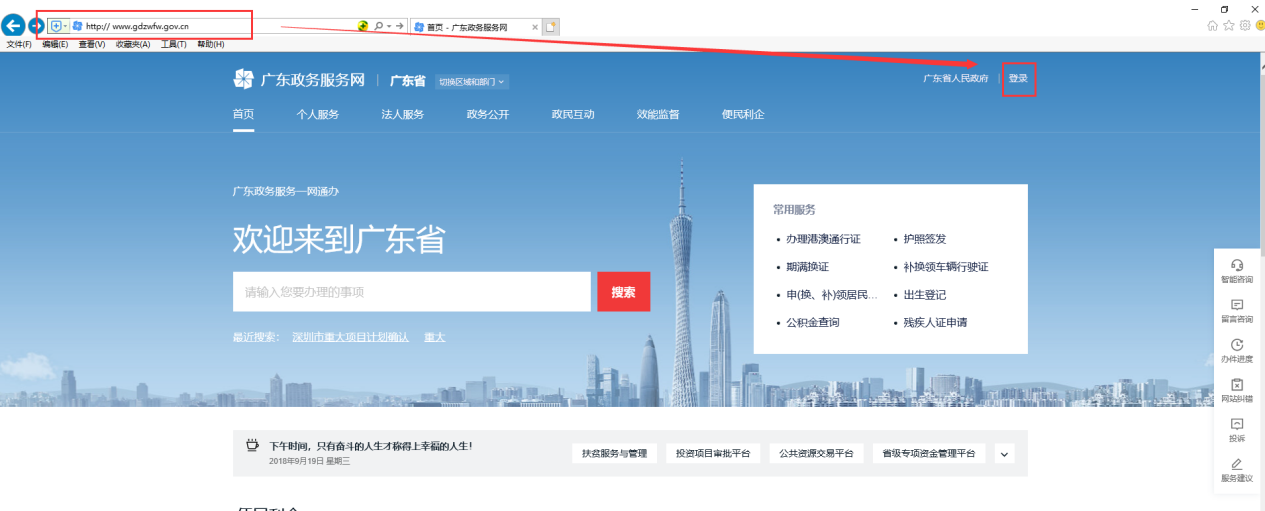 http:// www.gdzwfw.gov.cn
首页 - 广东政务服务网
文件(F) 编辑(E) 查看(V) 收藏夹(A) 工具(T) 帮助(H)
广东政务服务网 | 广东省 切换区域和部门
广东省人民政府 | 登录
首页 个人服务 法人服务 政务公开 政民互动 效能监督 便民利企
广东政务服务一网通办
欢迎来到广东省
请输入您要办理的事项 搜索
最近搜索： 深圳市重大项目计划确认 重大
常用服务
• 办理港澳通行证 • 护照签发
• 期满换证 • 补换领车辆行驶证
• 申(换、补)领居民... • 出生登记
• 公积金查询 • 残疾人证申请
智能咨询
留言咨询
办件进度
网站纠错
投诉
服务建议
下午时间，只有奋斗的人生才称得上幸福的人生!
2018年9月19日 星期三
扶贫服务与管理 投资项目审批平台 公共资源交易平台 省级专项资金管理平台
便民利企